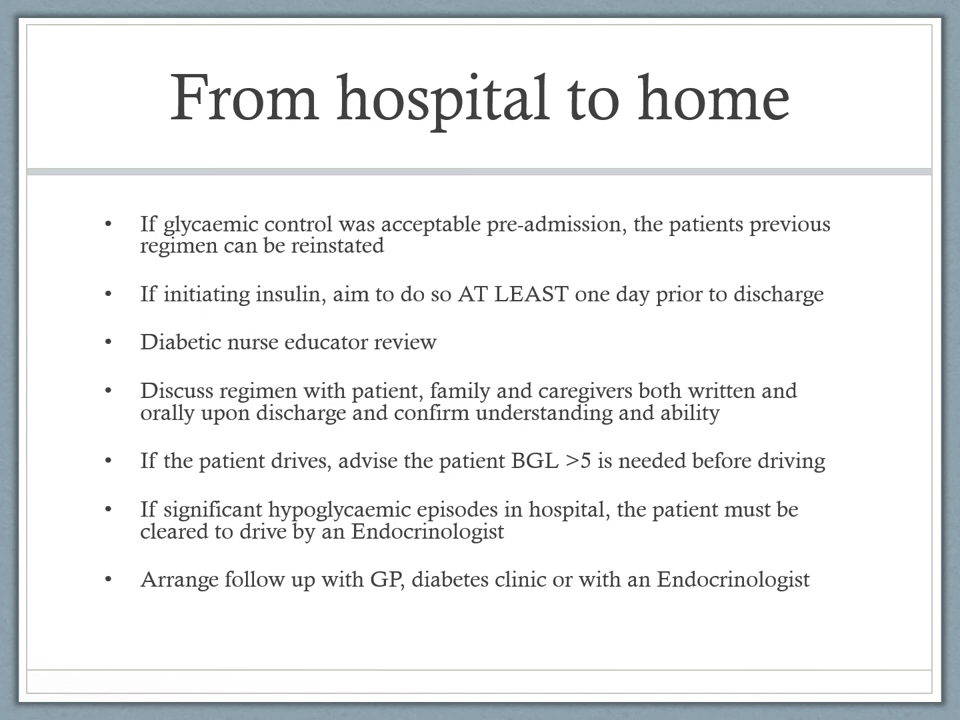 From hospital to home
• If glycaemic control was acceptable pre-admission, the patients previous
regimen can be reinstated
• If initiating insulin, aim to do so AT LEAST one day prior to discharge
• Diabetic nurse educator review
• Discuss regimen with patient, family and caregivers both written and
orally upon discharge and confirm understanding and ability
• If the patient drives, advise the patient BGL >5 is needed before driving
• If significant hypoglycaemic episodes in hospital, the patient must be
cleared to drive by an Endocrinologist
• Arrange follow up with GP, diabetes clinic or with an Endocrinologist